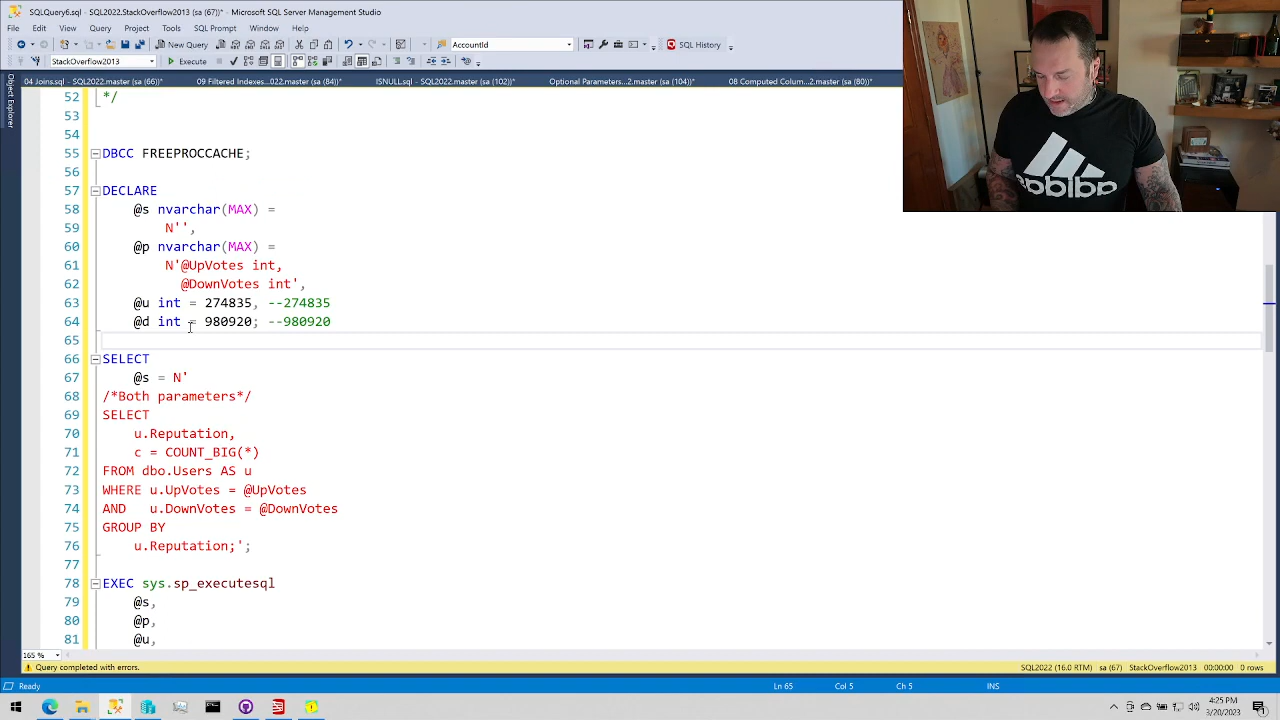 SQLQuery6.sql - SQL2022.StackOverflow2013 (sa (67))* - Microsoft SQL Server Management Studio
File Edit View Query Project Tools SQL Prompt Window Help
New Query AccountId SQL History
StackOverflow2013 Execute
04 Joins.sql - SQL2022.master (sa (66))* 09 Filtered Indexes...022.master (sa (84))* ISNULL.sql - SQL2022.master (sa (102))* Optional Parameters...2.master (sa (104))* 08 Computed Colum...2.master (sa (80))*
Object Explorer
52 */
53
54
55 DBCC FREEPROCCACHE;
56
57 DECLARE
58 @s nvarchar(MAX) =
59 N'',
60 @p nvarchar(MAX) =
61 N'@UpVotes int,
62 @DownVotes int',
63 @u int = 274835, --274835
64 @d int = 980920; --980920
65
66 SELECT
67 @s = N'
68 /*Both parameters*/
69 SELECT
70 u.Reputation,
71 c = COUNT_BIG(*)
72 FROM dbo.Users AS u
73 WHERE u.UpVotes = @UpVotes
74 AND u.DownVotes = @DownVotes
75 GROUP BY
76 u.Reputation;';
77
78 EXEC sys.sp_executesql
79 @s,
80 @p,
81 @u,
adidas
165 %
Query completed with errors. SQL2022 (16.0 RTM) sa (67) StackOverflow2013 00:00:00 0 rows
Ready Ln 65 Col 5 Ch 5 INS
4:25 PM
3/20/2023